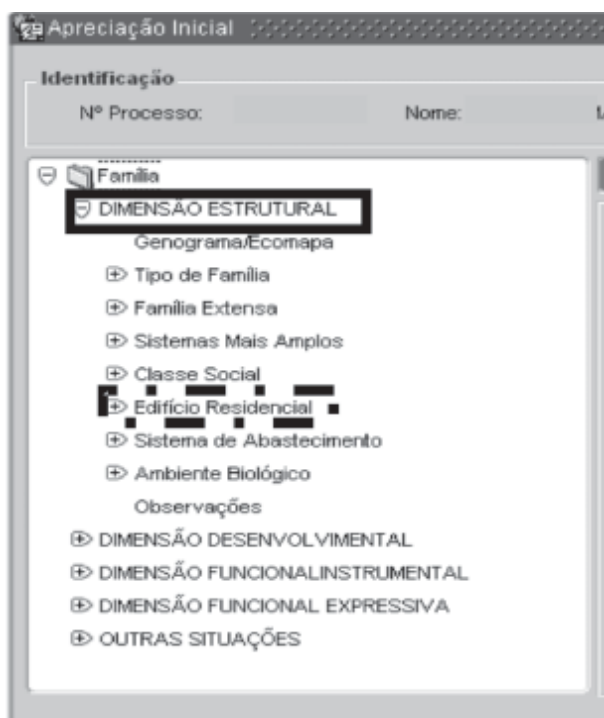 Apreciação Inicial
Identificação
Nº Processo: Nome:
Família
DIMENSÃO ESTRUTURAL
Genograma/Ecomapa
Tipo de Família
Família Extensa
Sistemas Mais Amplos
Classe Social
Edifício Residencial
Sistema de Abastecimento
Ambiente Biológico
Observações
DIMENSÃO DESENVOLVIMENTAL
DIMENSÃO FUNCIONALINSTRUMENTAL
DIMENSÃO FUNCIONAL EXPRESSIVA
OUTRAS SITUAÇÕES